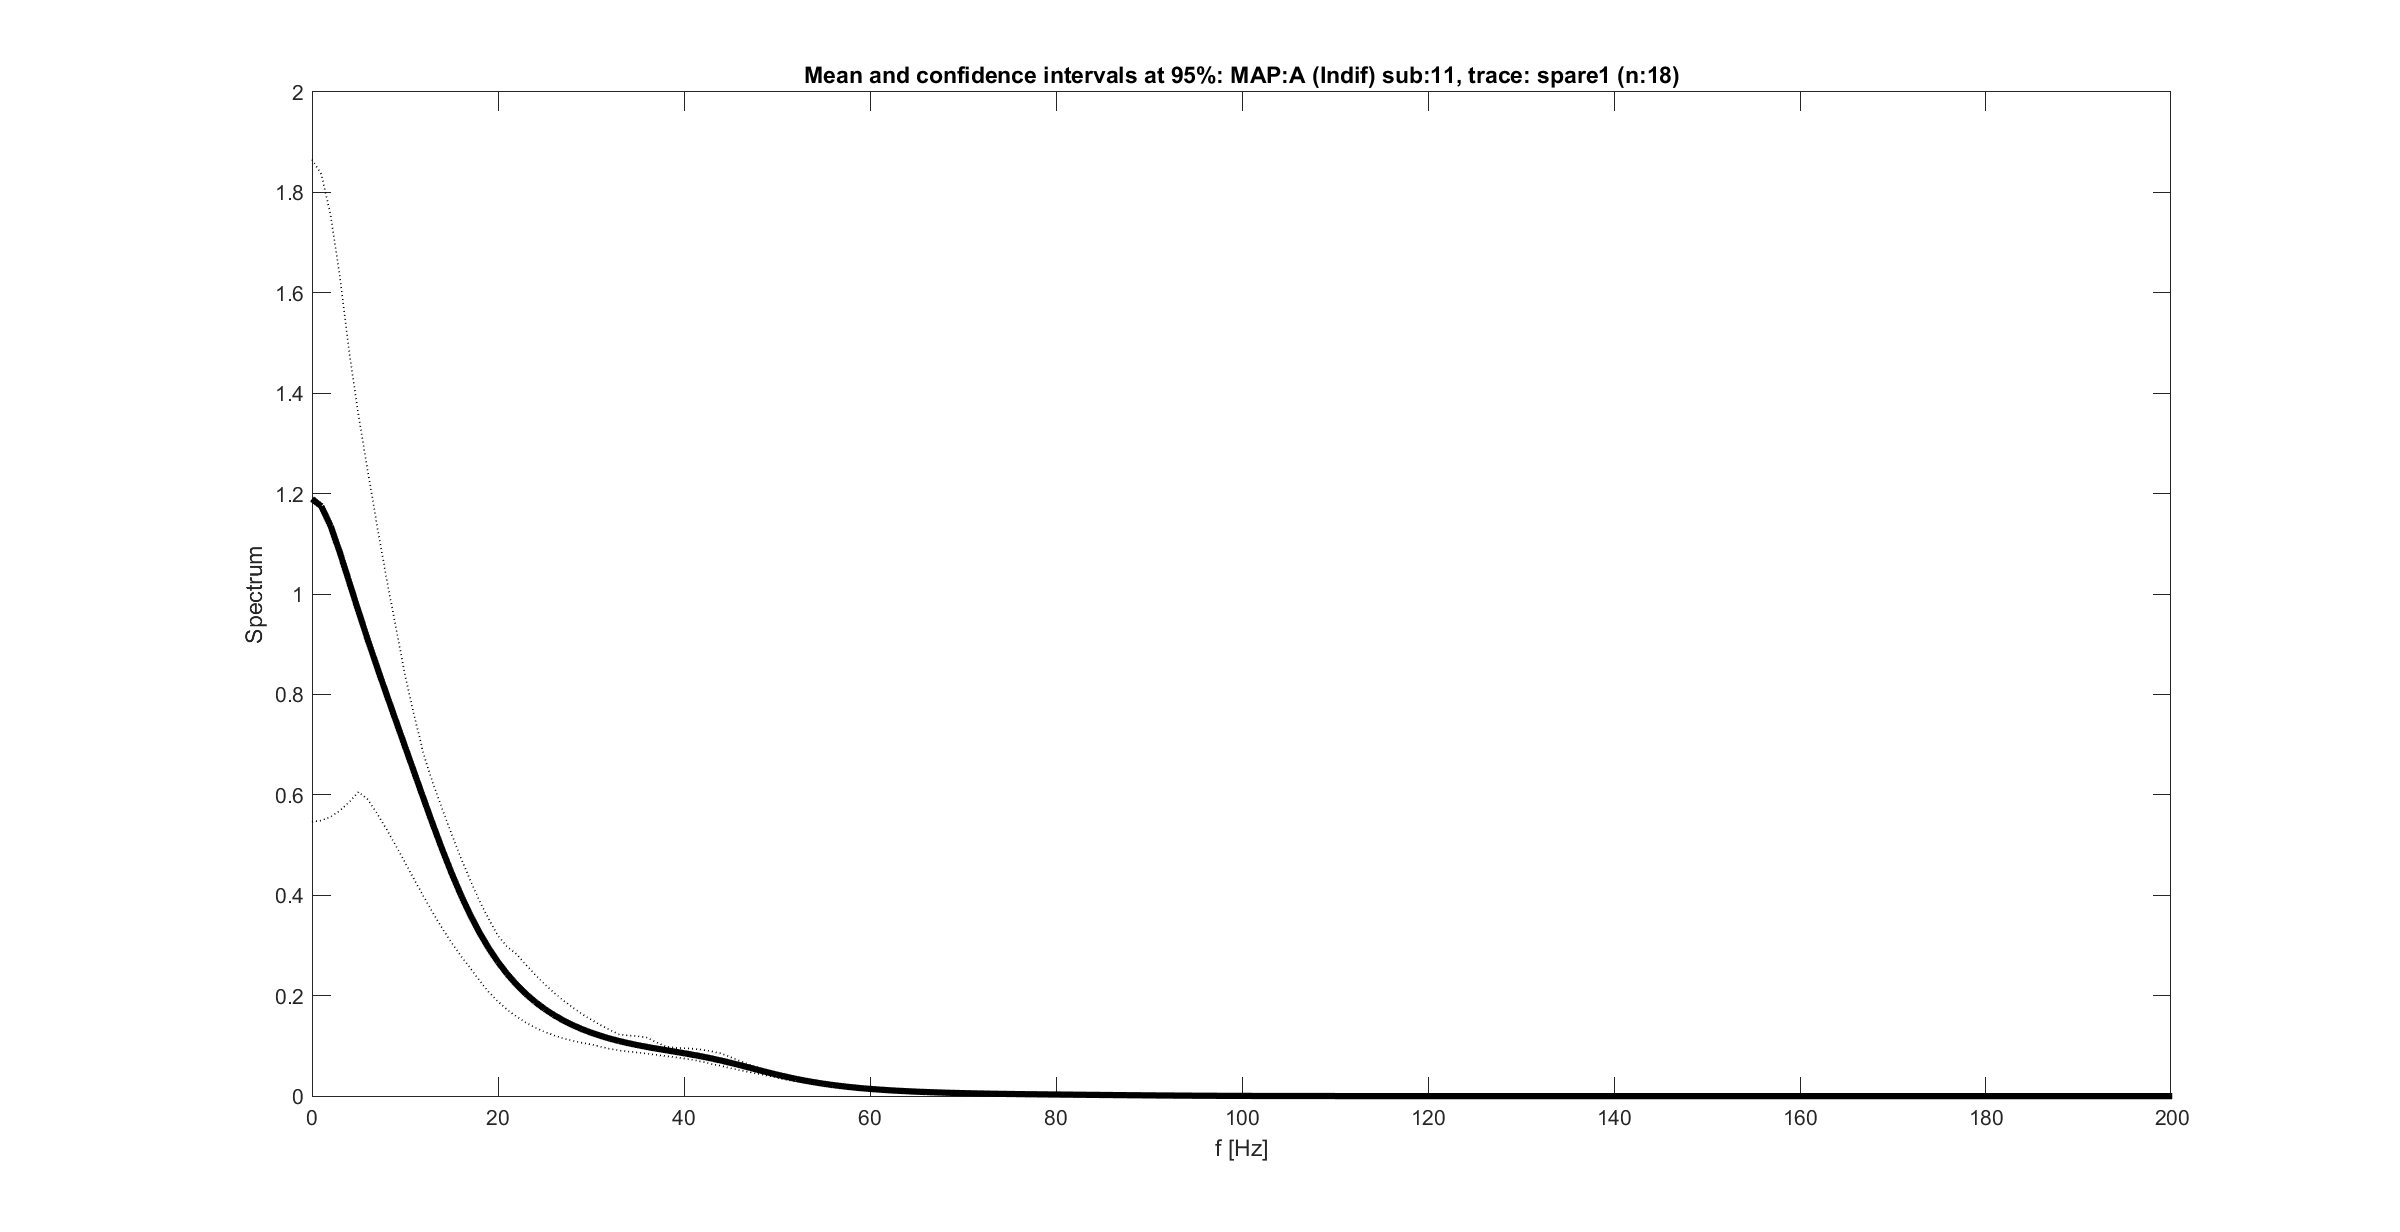 Mean and confidence intervals at 95%: MAP:A (Indif) sub:11, trace: spare1 (n:18)
2
1.8
1.6
1.4
1.2
1
0.8
0.6
0.4
0.2
0
Spectrum
0 20 40 60 80 100 120 140 160 180 200
f [Hz]